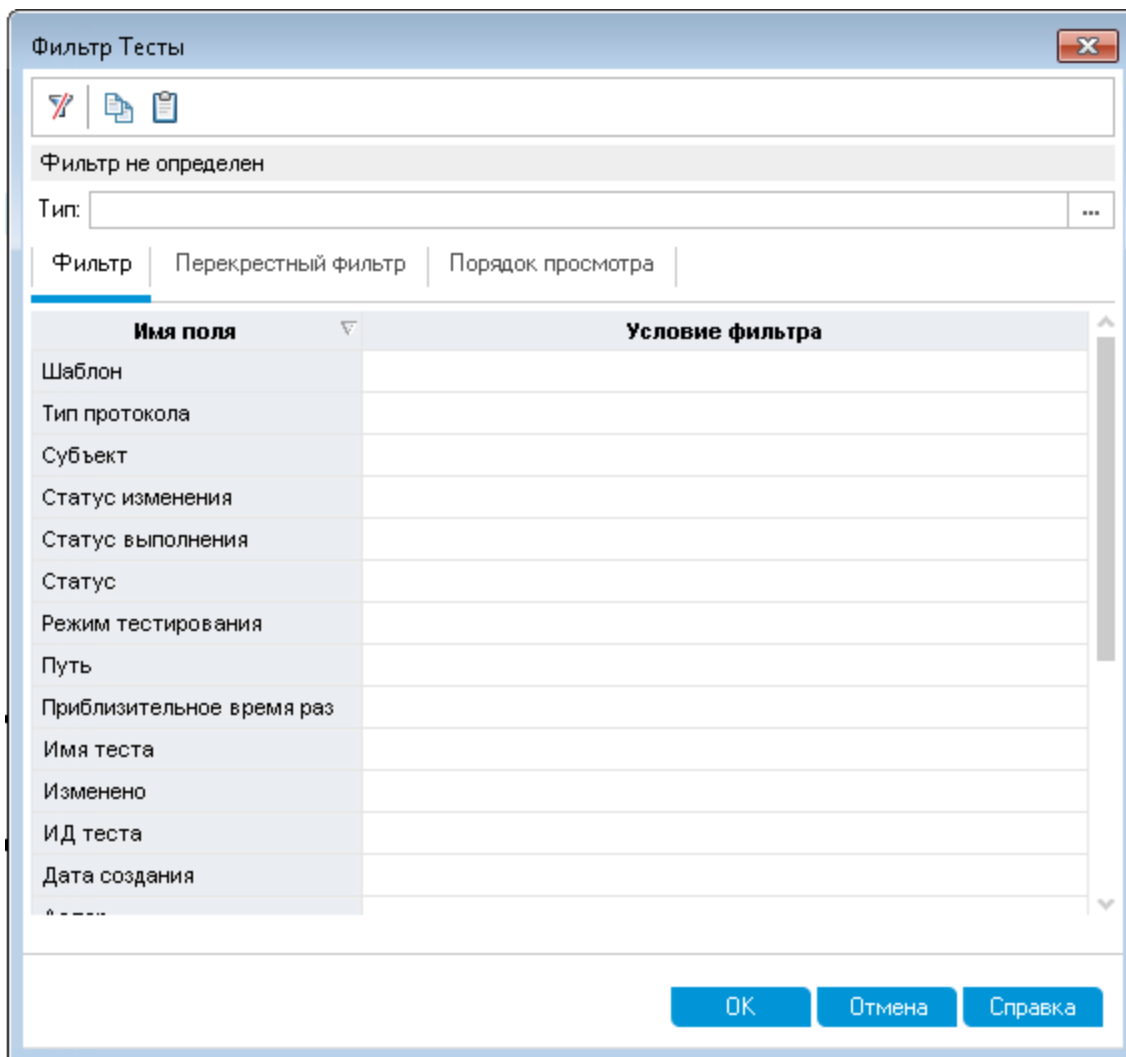 Фильтр Тесты
Фильтр не определен
Тип:
...
Фильтр Перекрестный фильтр Порядок просмотра
Имя поля Условие фильтра
Шаблон
Тип протокола
Субъект
Статус изменения
Статус выполнения
Статус
Режим тестирования
Путь
Приблизительное время раз
Имя теста
Изменено
ИД теста
Дата создания
OK Отмена Справка